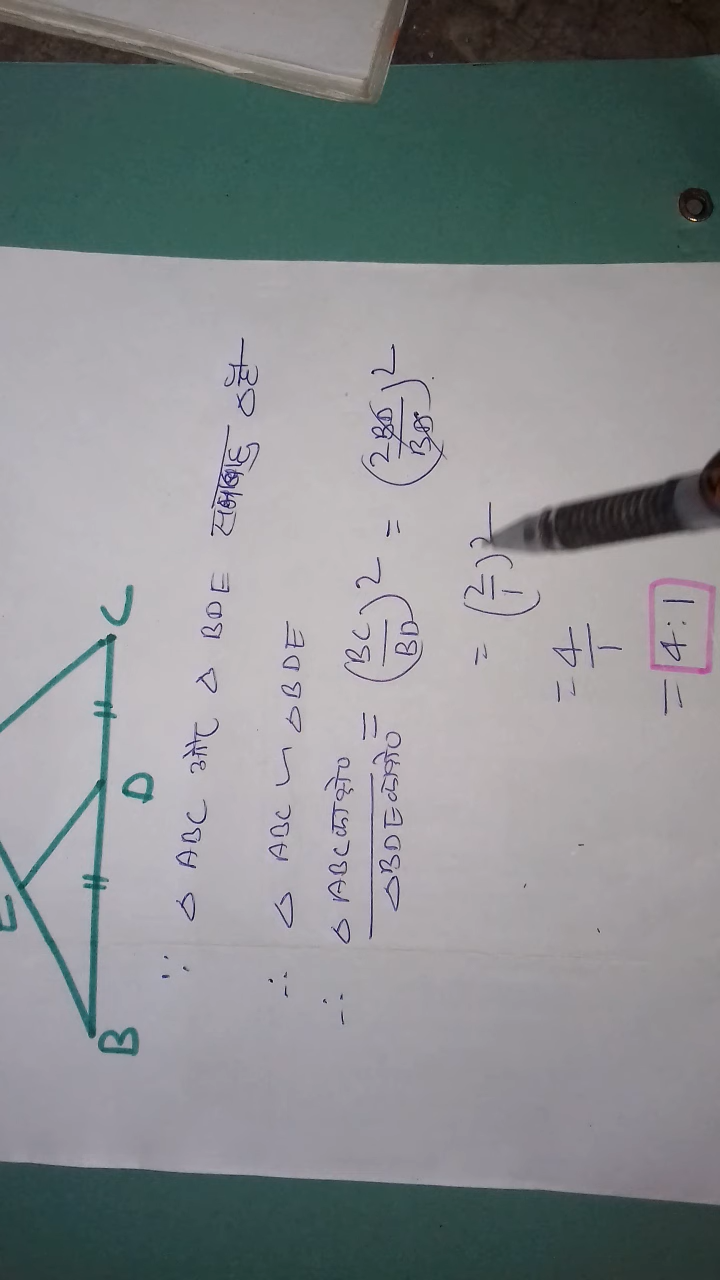 E
B D C
∵ △ ABC और △ BDE समबाहु △ हैं
∴ △ ABC ∽ △BDE
∴ △ ABC का क्षे० / △BDE का क्षे० = (BC/BD)² = (2BD/BD)²
= (2/1)²
= 4/1
= 4:1